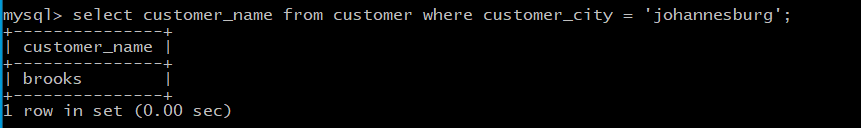 mysql> select customer_name from customer where customer_city = 'johannesburg';
+---------------+
| customer_name |
+---------------+
| brooks        |
+---------------+
1 row in set (0.00 sec)